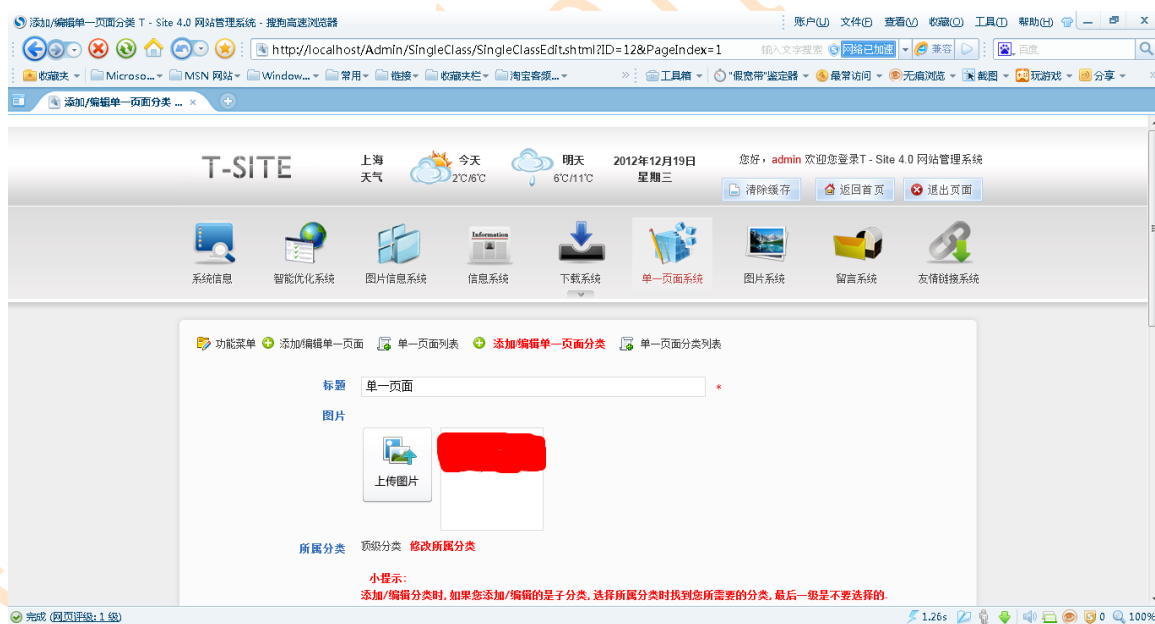 添加/编辑单一页面分类 T - Site 4.0 网站管理系统 - 搜狗高速浏览器 账户(U) 文件(F) 查看(V) 收藏(O) 工具(T) 帮助(H)
http://localhost/Admin/SingleClass/SingleClassEdit.shtml?ID=12&PageIndex=1 输入文字搜索 网络已加速 兼容 百度
收藏夹 Microso... MSN 网站 Window... 常用 链接 收藏夹栏 淘宝客频... » 工具箱 "假宽带"鉴定器 最常访问 无痕浏览 截图 玩游戏 分享 »
添加/编辑单一页面分类 ... ×
T-SITE
上海 今天 明天 2012年12月19日 您好，admin 欢迎您登录T - Site 4.0 网站管理系统
天气 2℃/6℃ 6℃/11℃ 星期三
清除缓存 返回首页 退出页面
Information
系统信息 智能优化系统 图片信息系统 信息系统 下载系统 单一页面系统 图片系统 留言系统 友情链接系统
功能菜单 添加/编辑单一页面 单一页面列表 添加/编辑单一页面分类 单一页面分类列表
标题 单一页面 *
图片
上传图片
所属分类 顶级分类 修改所属分类
小提示:
添加/编辑分类时, 如果您添加/编辑的是子分类, 选择所属分类时找到您所需要的分类, 最后一级是不要选择的.
完成 (网页评级: 1 级) 1.26s 0 100%